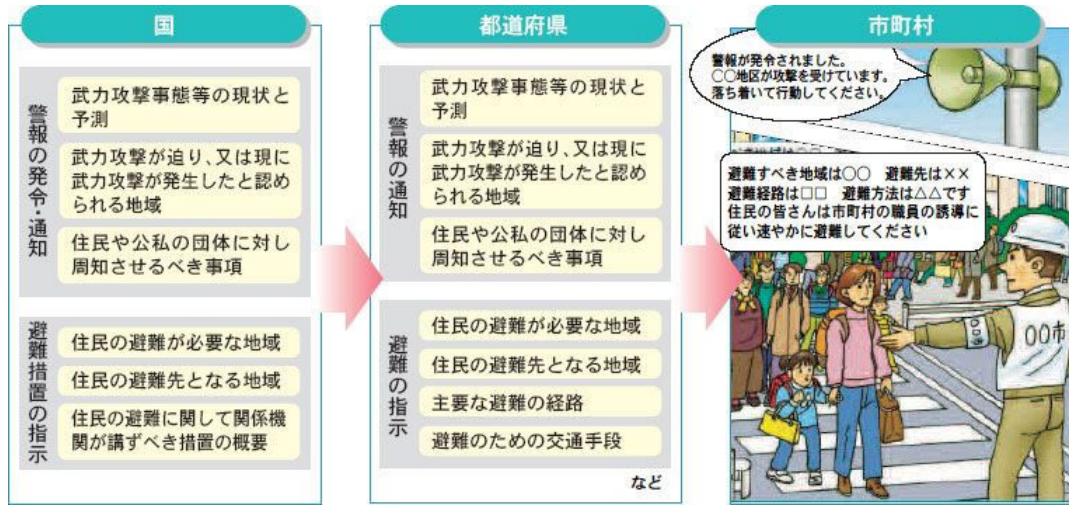 国
警報の発令・通知
武力攻撃事態等の現状と
予測
武力攻撃が迫り、又は現に
武力攻撃が発生したと認め
られる地域
住民や公私の団体に対し
周知させるべき事項
避難措置の指示
住民の避難が必要な地域
住民の避難先となる地域
住民の避難に関して関係機
関が講ずべき措置の概要
都道府県
警報の通知
武力攻撃事態等の現状と
予測
武力攻撃が迫り、又は現に
武力攻撃が発生したと認め
られる地域
住民や公私の団体に対し
周知させるべき事項
避難の指示
住民の避難が必要な地域
住民の避難先となる地域
主要な避難の経路
避難のための交通手段
など
市町村
警報が発令されました。
○○地区が攻撃を受けています。
落ち着いて行動してください。
避難すべき地域は○○ 避難先は××
避難経路は□□ 避難方法は△△です
住民の皆さんは市町村の職員の誘導に
従い速やかに避難してください
○○市